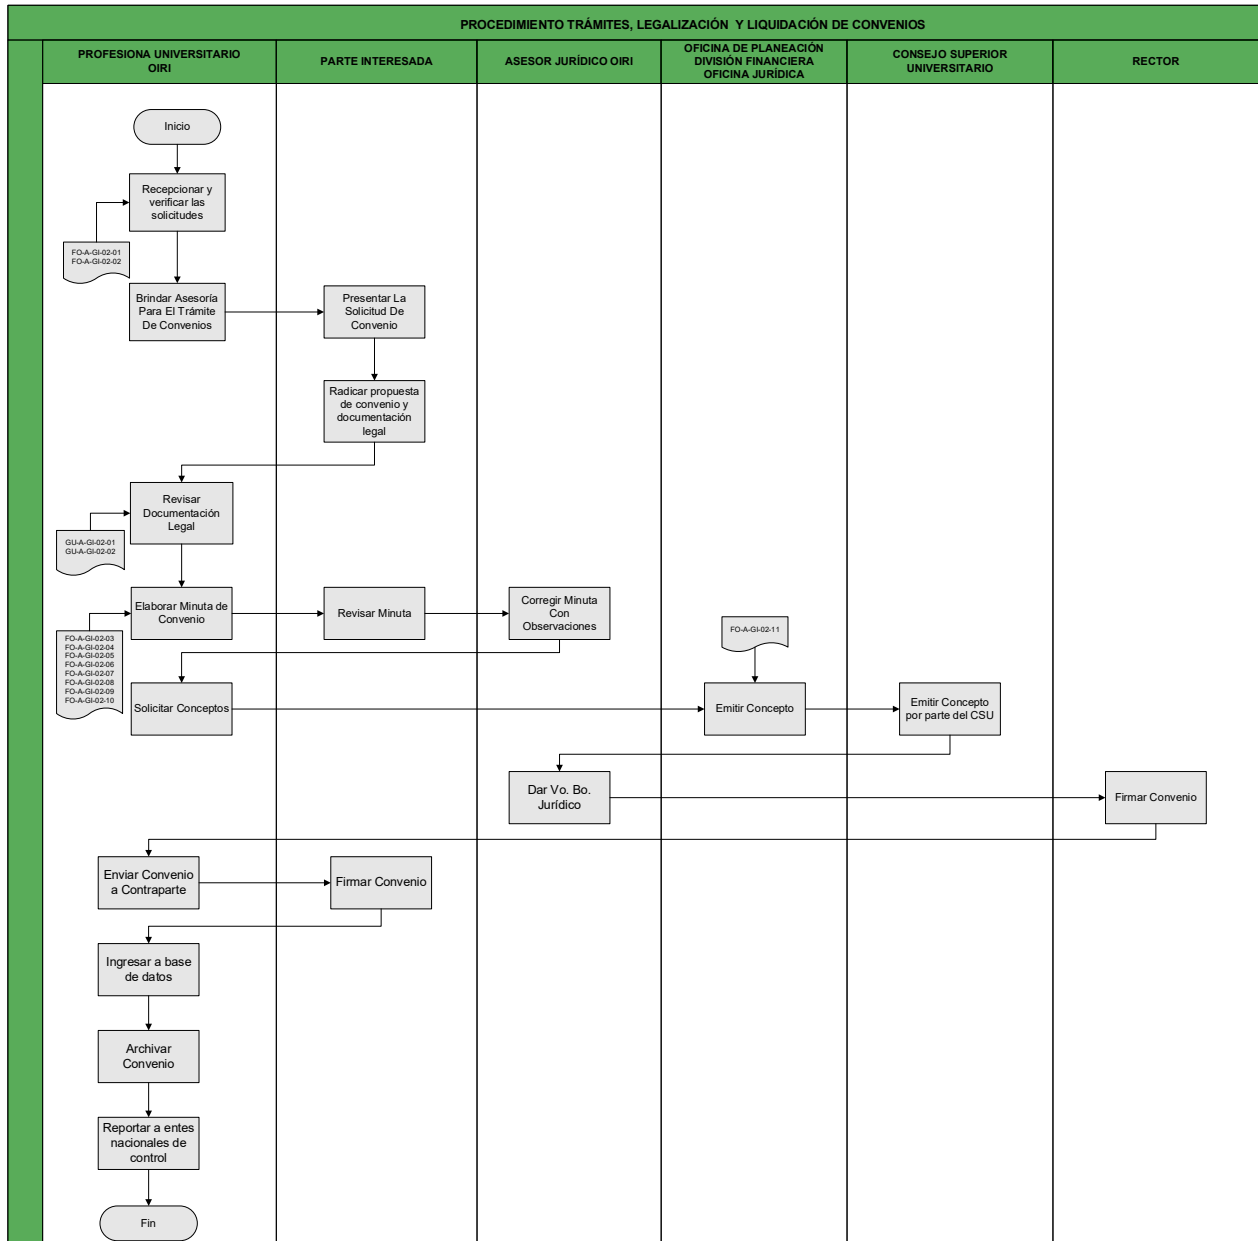 PROCEDIMIENTO TRÁMITES, LEGALIZACIÓN Y LIQUIDACIÓN DE CONVENIOS
PROFESIONA UNIVERSITARIO
OIRI
PARTE INTERESADA
ASESOR JURÍDICO OIRI
OFICINA DE PLANEACIÓN
DIVISIÓN FINANCIERA
OFICINA JURÍDICA
CONSEJO SUPERIOR
UNIVERSITARIO
RECTOR
Inicio
Recepcionar y
verificar las
solicitudes
FO-A-GI-02-01
FO-A-GI-02-02
Brindar Asesoría
Para El Trámite
De Convenios
Presentar La
Solicitud De
Convenio
Radicar propuesta
de convenio y
documentación
legal
Revisar
Documentación
Legal
GU-A-GI-02-01
GU-A-GI-02-02
Elaborar Minuta de
Convenio
Revisar Minuta
Corregir Minuta
Con
Observaciones
FO-A-GI-02-03
FO-A-GI-02-04
FO-A-GI-02-05
FO-A-GI-02-06
FO-A-GI-02-07
FO-A-GI-02-08
FO-A-GI-02-09
FO-A-GI-02-10
FO-A-GI-02-11
Solicitar Conceptos
Emitir Concepto
Emitir Concepto
por parte del CSU
Dar Vo. Bo.
Jurídico
Firmar Convenio
Enviar Convenio
a Contraparte
Firmar Convenio
Ingresar a base
de datos
Archivar
Convenio
Reportar a entes
nacionales de
control
Fin